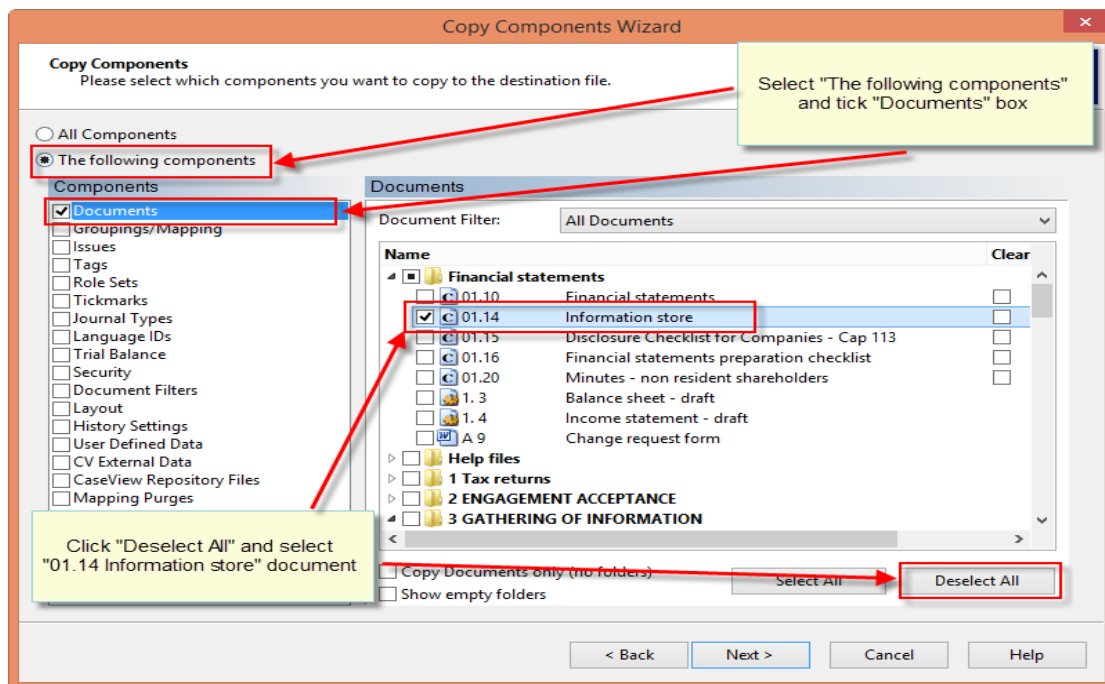 Copy Components Wizard
Copy Components
Please select which components you want to copy to the destination file.
Select "The following components"
and tick "Documents" box
All Components
The following components
Components
Documents
Groupings/Mapping
Issues
Tags
Role Sets
Tickmarks
Journal Types
Language IDs
Trial Balance
Security
Document Filters
Layout
History Settings
User Defined Data
CV External Data
CaseView Repository Files
Mapping Purges
Documents
Document Filter: All Documents
Name Clear
Financial statements
01.10 Financial statements
01.14 Information store
01.15 Disclosure Checklist for Companies - Cap 113
01.16 Financial statements preparation checklist
01.20 Minutes - non resident shareholders
1. 3 Balance sheet - draft
1. 4 Income statement - draft
A 9 Change request form
Help files
1 Tax returns
2 ENGAGEMENT ACCEPTANCE
3 GATHERING OF INFORMATION
Click "Deselect All" and select
"01.14 Information store" document
Copy Documents only (no folders)
Show empty folders
Select All Deselect All
< Back Next > Cancel Help